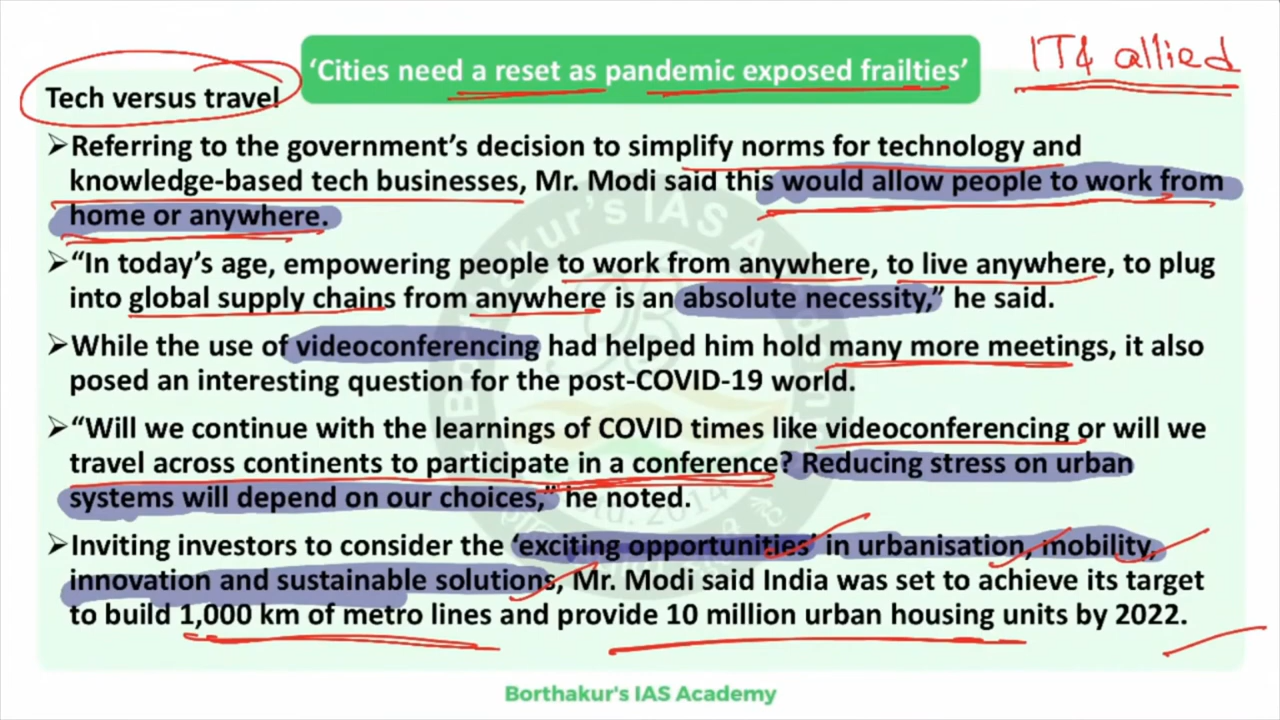 ‘Cities need a reset as pandemic exposed frailties’
IT & allied
Tech versus travel
➢Referring to the government’s decision to simplify norms for technology and
knowledge-based tech businesses, Mr. Modi said this would allow people to work from
home or anywhere.
➢“In today’s age, empowering people to work from anywhere, to live anywhere, to plug
into global supply chains from anywhere is an absolute necessity,” he said.
➢While the use of videoconferencing had helped him hold many more meetings, it also
posed an interesting question for the post-COVID-19 world.
➢“Will we continue with the learnings of COVID times like videoconferencing or will we
travel across continents to participate in a conference? Reducing stress on urban
systems will depend on our choices,” he noted.
➢Inviting investors to consider the ‘exciting opportunities’ in urbanisation, mobility,
innovation and sustainable solutions, Mr. Modi said India was set to achieve its target
to build 1,000 km of metro lines and provide 10 million urban housing units by 2022.
Borthakur's IAS Academy